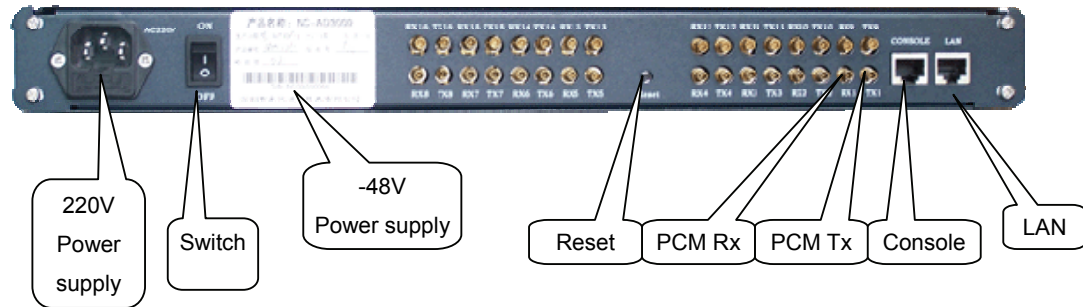 AC220V
ON
OFF
产品名称: NC-AG3000
RX16 TX16 RX15 TX15 RX14 TX14 RX13 TX13
RX8 TX8 RX7 TX7 RX6 TX6 RX5 TX5
Reset
RX12 TX12 RX11 TX11 RX10 TX10 RX9 TX9
RX4 TX4 RX3 TX3 RX2 RX1 TX1
CONSOLE LAN
220V
Power
supply
Switch
-48V
Power supply
Reset
PCM Rx
PCM Tx
Console
LAN